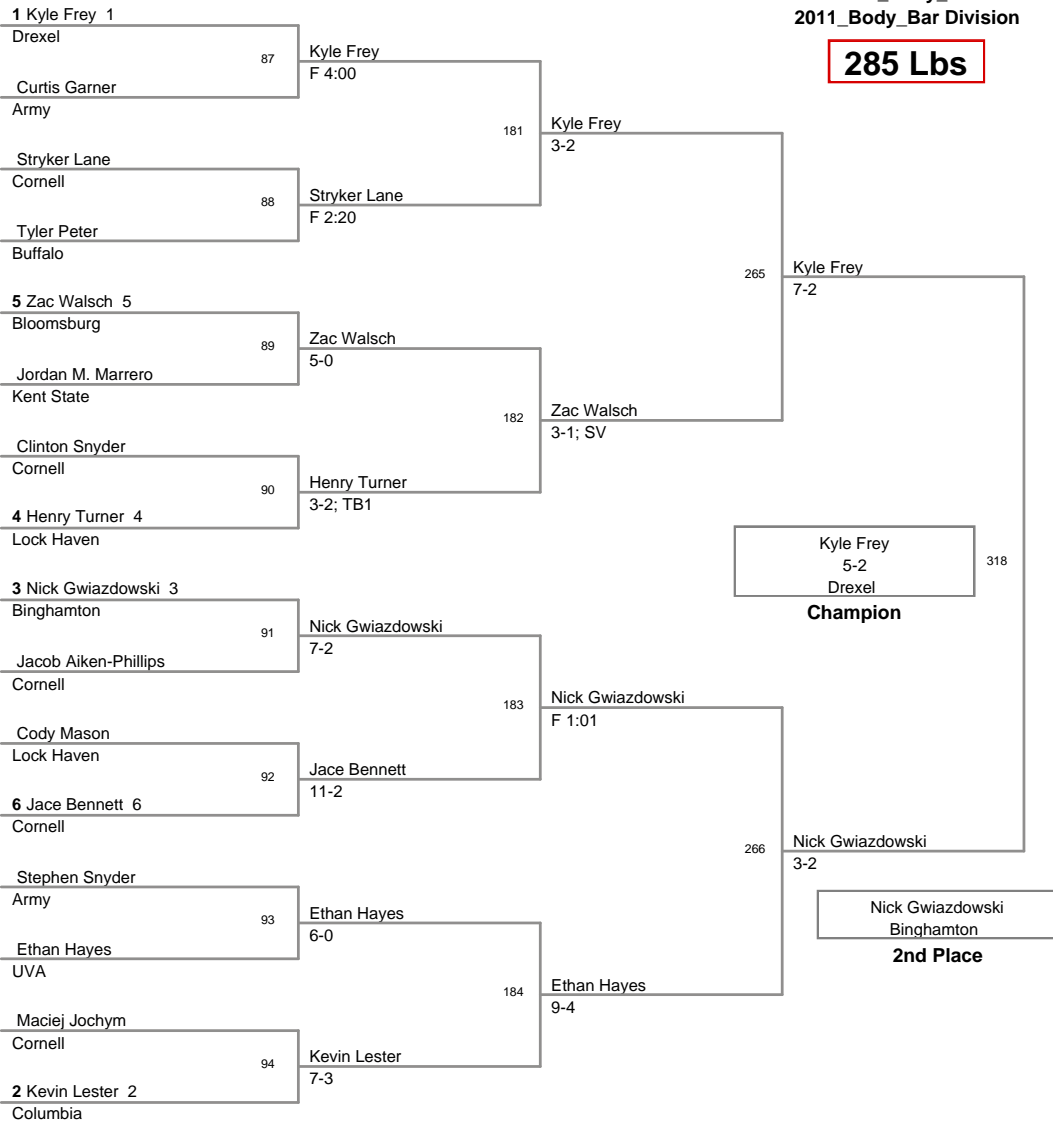 2011_Body_Bar Division
285 Lbs
1 Kyle Frey 1
Drexel
87
Curtis Garner
Army
Kyle Frey
F 4:00
Stryker Lane
Cornell
88
Tyler Peter
Buffalo
Stryker Lane
F 2:20
181
Kyle Frey
3-2
5 Zac Walsch 5
Bloomsburg
89
Jordan M. Marrero
Kent State
Zac Walsch
5-0
Clinton Snyder
Cornell
90
4 Henry Turner 4
Lock Haven
Henry Turner
3-2; TB1
182
Zac Walsch
3-1; SV
265
Kyle Frey
7-2
3 Nick Gwiazdowski 3
Binghamton
91
Jacob Aiken-Phillips
Cornell
Nick Gwiazdowski
7-2
Cody Mason
Lock Haven
92
6 Jace Bennett 6
Cornell
Jace Bennett
11-2
183
Nick Gwiazdowski
F 1:01
Stephen Snyder
Army
93
Ethan Hayes
UVA
Ethan Hayes
6-0
Maciej Jochym
Cornell
94
2 Kevin Lester 2
Columbia
Kevin Lester
7-3
184
Ethan Hayes
9-4
266
Nick Gwiazdowski
3-2
318
Kyle Frey
5-2
Drexel
Champion
Nick Gwiazdowski
Binghamton
2nd Place